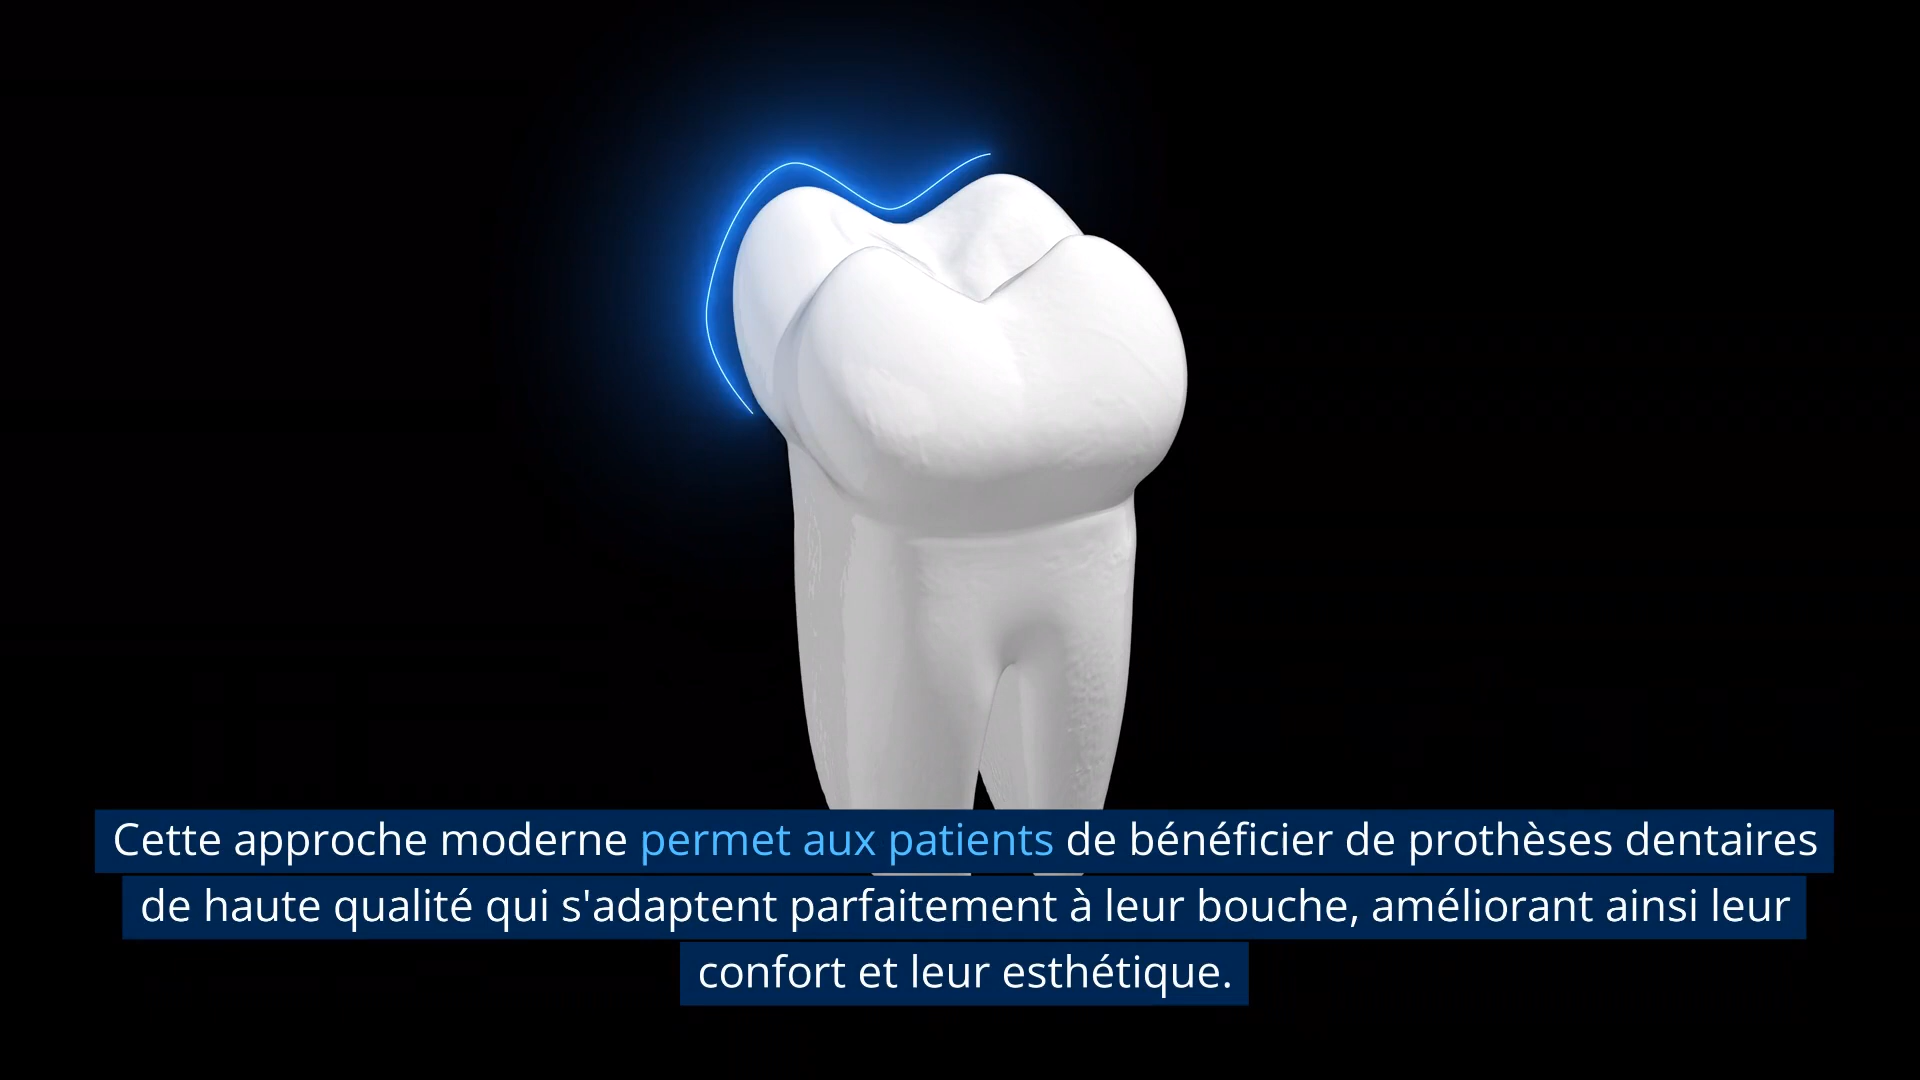 Cette approche moderne permet aux patients de bénéficier de prothèses dentaires
de haute qualité qui s'adaptent parfaitement à leur bouche, améliorant ainsi leur
confort et leur esthétique.